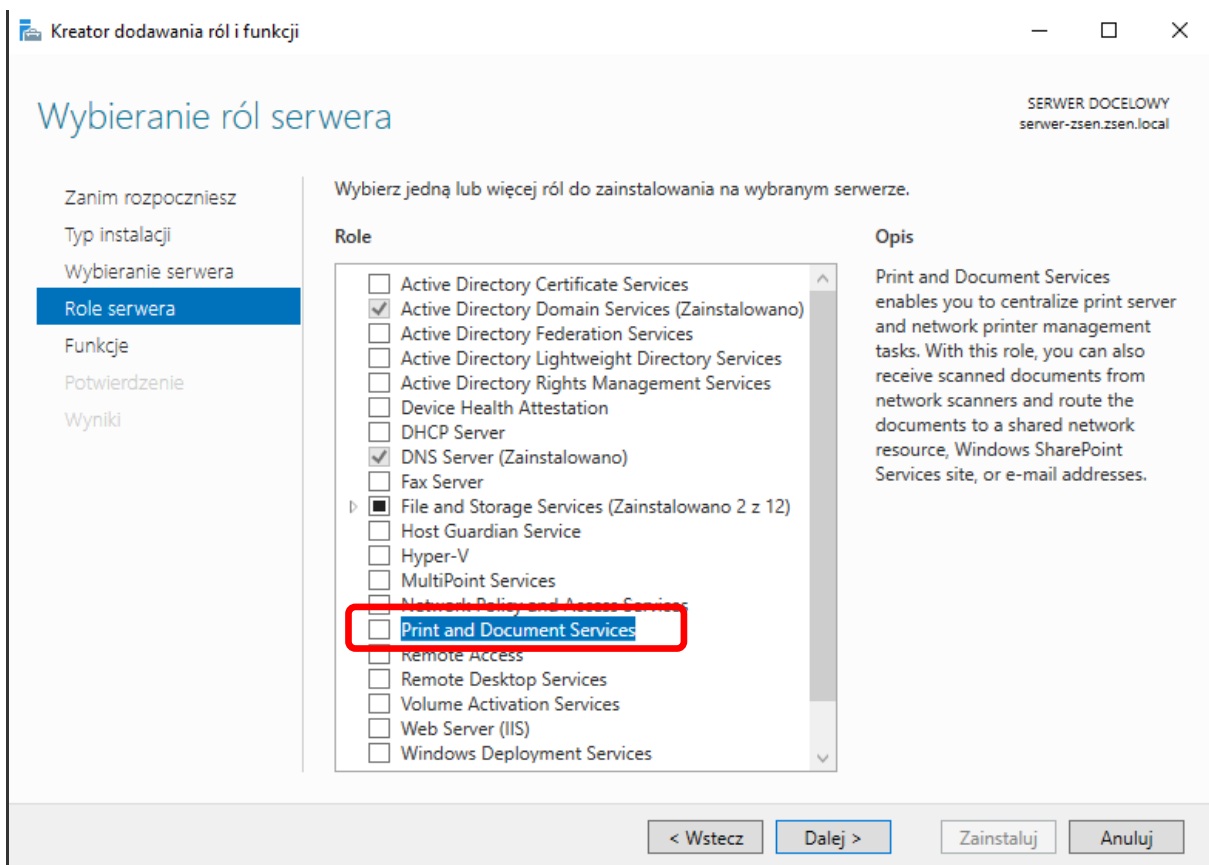 Kreator dodawania ról i funkcji
Wybieranie ról serwera
SERWER DOCELOWY
serwer-zsen.zsen.local
Zanim rozpoczniesz
Typ instalacji
Wybieranie serwera
Role serwera
Funkcje
Potwierdzenie
Wyniki
Wybierz jedną lub więcej ról do zainstalowania na wybranym serwerze.
Role
Active Directory Certificate Services
Active Directory Domain Services (Zainstalowano)
Active Directory Federation Services
Active Directory Lightweight Directory Services
Active Directory Rights Management Services
Device Health Attestation
DHCP Server
DNS Server (Zainstalowano)
Fax Server
File and Storage Services (Zainstalowano 2 z 12)
Host Guardian Service
Hyper-V
MultiPoint Services
Network Policy and Access Services
Print and Document Services
Remote Access
Remote Desktop Services
Volume Activation Services
Web Server (IIS)
Windows Deployment Services
Opis
Print and Document Services
enables you to centralize print server
and network printer management
tasks. With this role, you can also
receive scanned documents from
network scanners and route the
documents to a shared network
resource, Windows SharePoint
Services site, or e-mail addresses.
< Wstecz
Dalej >
Zainstaluj
Anuluj